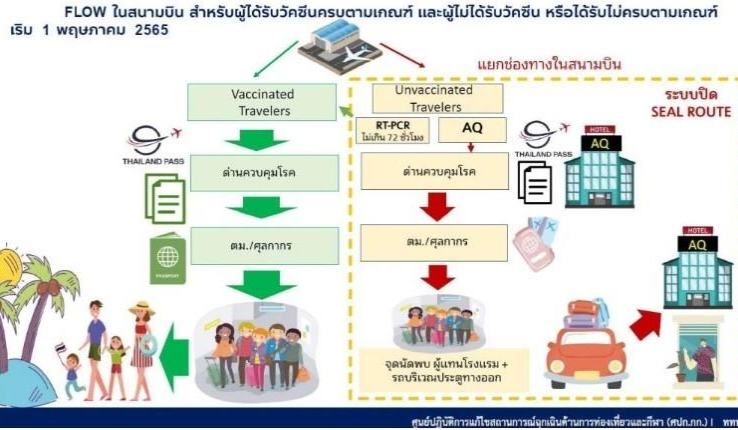 FLOW ในสนามบิน สำหรับผู้ได้รับวัคซีนครบตามเกณฑ์ และผู้ไม่ได้รับวัคซีน หรือได้รับไม่ครบตามเกณฑ์
เริ่ม 1 พฤษภาคม 2565
แยกช่องทางในสนามบิน
Vaccinated
Travelers
Unvaccinated
Travelers
ระบบปิด
SEAL ROUTE
RT-PCR
ไม่เกิน 72 ชั่วโมง
AQ
THAILAND PASS
THAILAND PASS
HOTEL
AQ
ด่านควบคุมโรค
ด่านควบคุมโรค
ตม./ศุลกากร
ตม./ศุลกากร
PASSPORT
HOTEL
AQ
จุดนัดพบ ผู้แทนโรงแรม +
รถบริเวณประตูทางออก
ศูนย์ปฏิบัติการแก้ไขสถานการณ์ฉุกเฉินด้านการท่องเที่ยวและกีฬา (ศปก.กก.) |